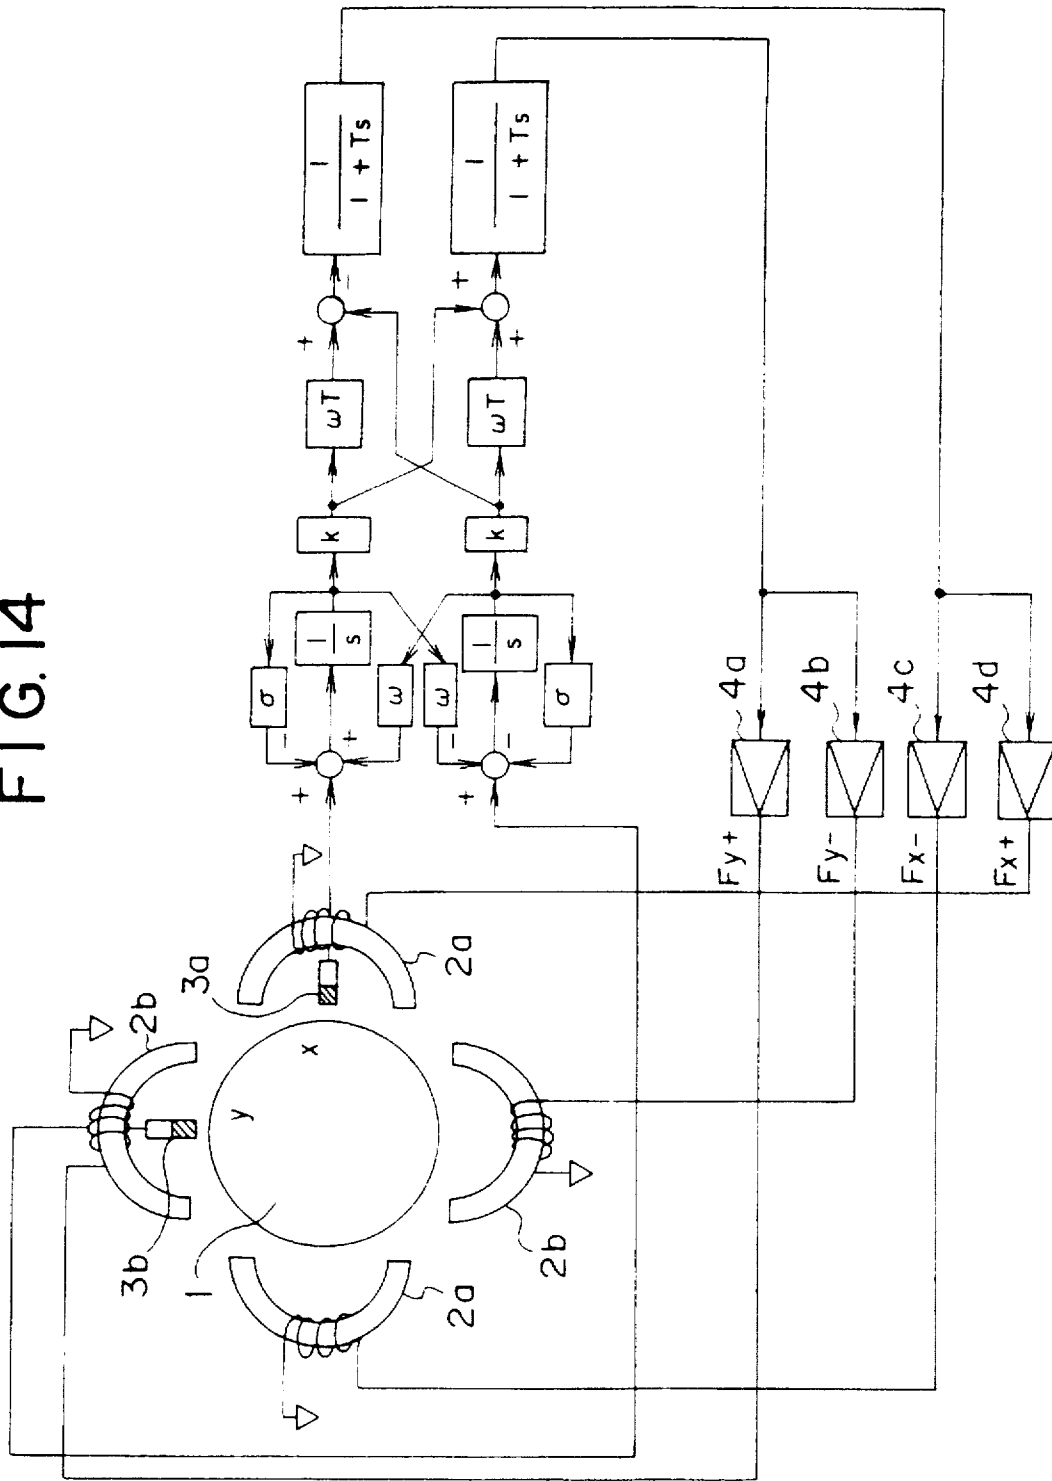 FIG. 14
1
1 + Ts
1
1 + Ts
+
−
+
+
ωT
ωT
k
k
σ
1
s
ω
ω
1
s
σ
−
+
+
−
−
+
4a
4b
4c
4d
Fy+
Fy−
Fx−
Fx+
3a
2a
2b
x
y
3b
1
2a
2b